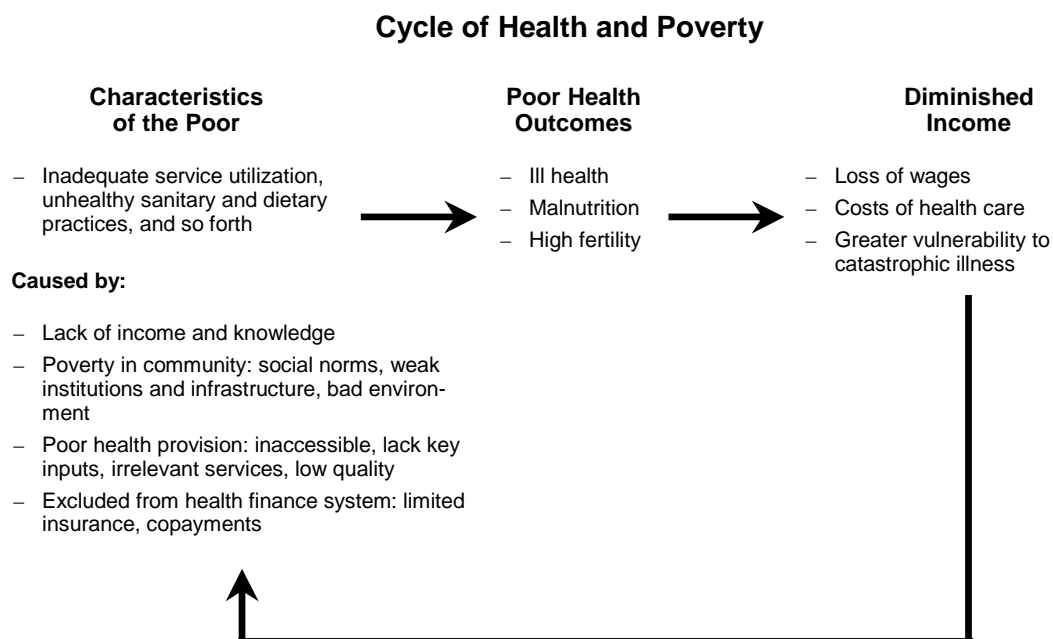 Cycle of Health and Poverty
Characteristics
of the Poor
– Inadequate service utilization,
unhealthy sanitary and dietary
practices, and so forth
Caused by:
– Lack of income and knowledge
– Poverty in community: social norms, weak
institutions and infrastructure, bad environ-
ment
– Poor health provision: inaccessible, lack key
inputs, irrelevant services, low quality
– Excluded from health finance system: limited
insurance, copayments
Poor Health
Outcomes
– Ill health
– Malnutrition
– High fertility
Diminished
Income
– Loss of wages
– Costs of health care
– Greater vulnerability to
catastrophic illness